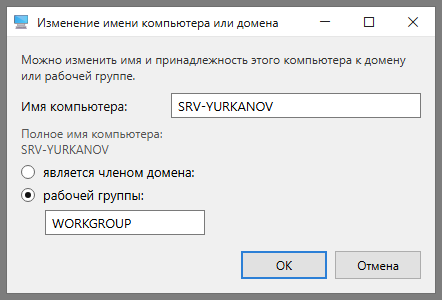 Изменение имени компьютера или домена
Можно изменить имя и принадлежность этого компьютера к домену
или рабочей группе.
Имя компьютера: SRV-YURKANOV
Полное имя компьютера:
SRV-YURKANOV
является членом домена:
рабочей группы:
WORKGROUP
OK Отмена